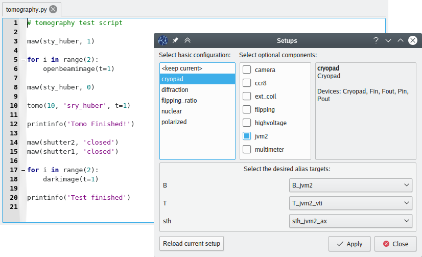 tomography.py
1 # tomography test script
2
3 maw(sty_huber, 1)
4
5 for i in range(2):
6 openbeamimage(t=1)
7
8 maw(sty_huber, 0)
9
10 tomo(10, 'sry_huber', t=1)
11
12 printinfo('Tomo Finished!')
13
14 maw(shutter2, 'closed')
15 maw(shutter1, 'closed')
16
17 for i in range(2):
18 darkimage(t=1)
19
20 printinfo('Test finished')
21
Setups
Select basic configuration:
<keep current>
cryopad
diffraction
flipping_ratio
nuclear
polarized
Select optional components:
camera
ccr8
ext_coil
flipping
highvoltage
jvm2
multimeter
cryopad
Cryopad
Devices: Cryopad, Fin, Fout, Pin,
Pout
Select the desired alias targets:
B B_jvm2
T T_jvm2_vti
sth sth_jvm2_ax
Reload current setup
Apply
Close